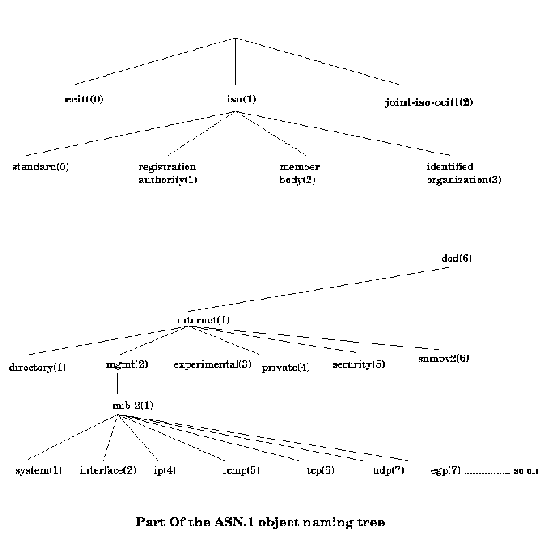 ccitt(0) iso(1) joint-iso-ccitt(2)
standard(0) registration authority(1) member body(2) identified organization(3)
dod(6)
internet(1)
directory(1) mgmt(2) experimental(3) private(4) security(5) snmpv2(6)
mib-2(1)
system(1) interface(2) ip(4) icmp(5) tcp(6) udp(7) egp(7) ............... so on
Part Of the ASN.1 object naming tree